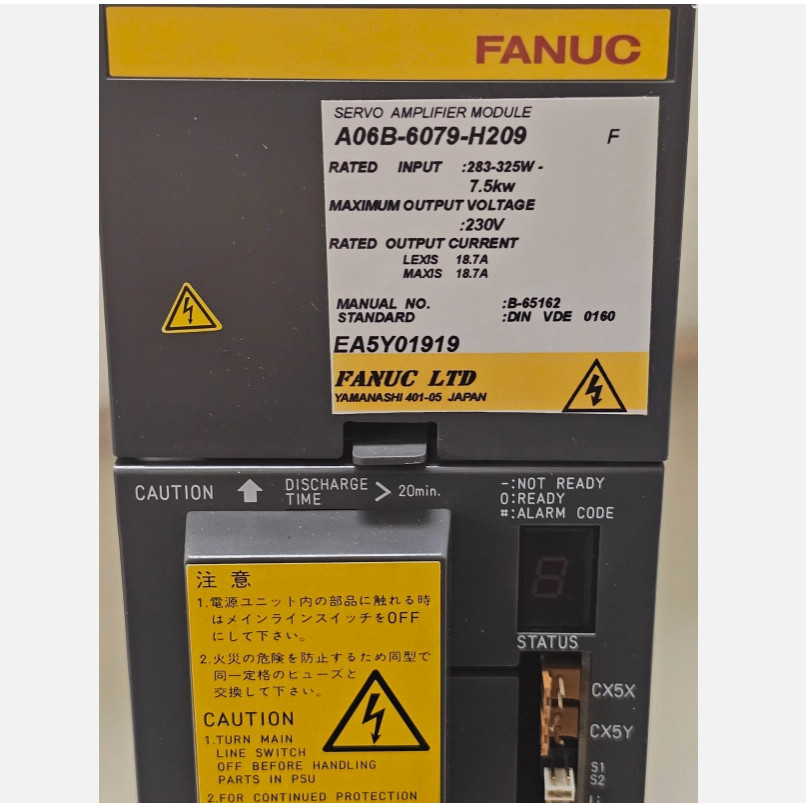 FANUC
SERVO AMPLIFIER MODULE
A06B-6079-H209 F
RATED INPUT :283-325W -
7.5kw
MAXIMUM OUTPUT VOLTAGE
:230V
RATED OUTPUT CURRENT
LEXIS 18.7A
MAXIS 18.7A
MANUAL NO. :B-65162
STANDARD :DIN VDE 0160
EA5Y01919
FANUC LTD
YAMANASHI 401-05 JAPAN
CAUTION DISCHARGE TIME > 20min.
-:NOT READY
0:READY
#:ALARM CODE
8
STATUS
注意
1.電源ユニット内の部品に触れる時
はメインラインスイッチをOFF
にして下さい。
2.火災の危険を防止するため同型で
同一定格のヒューズと
交換して下さい。
CAUTION
1.TURN MAIN
LINE SWITCH
OFF BEFORE HANDLING
PARTS IN PSU
2.FOR CONTINUED PROTECTION
CX5X
CX5Y
S1
S2